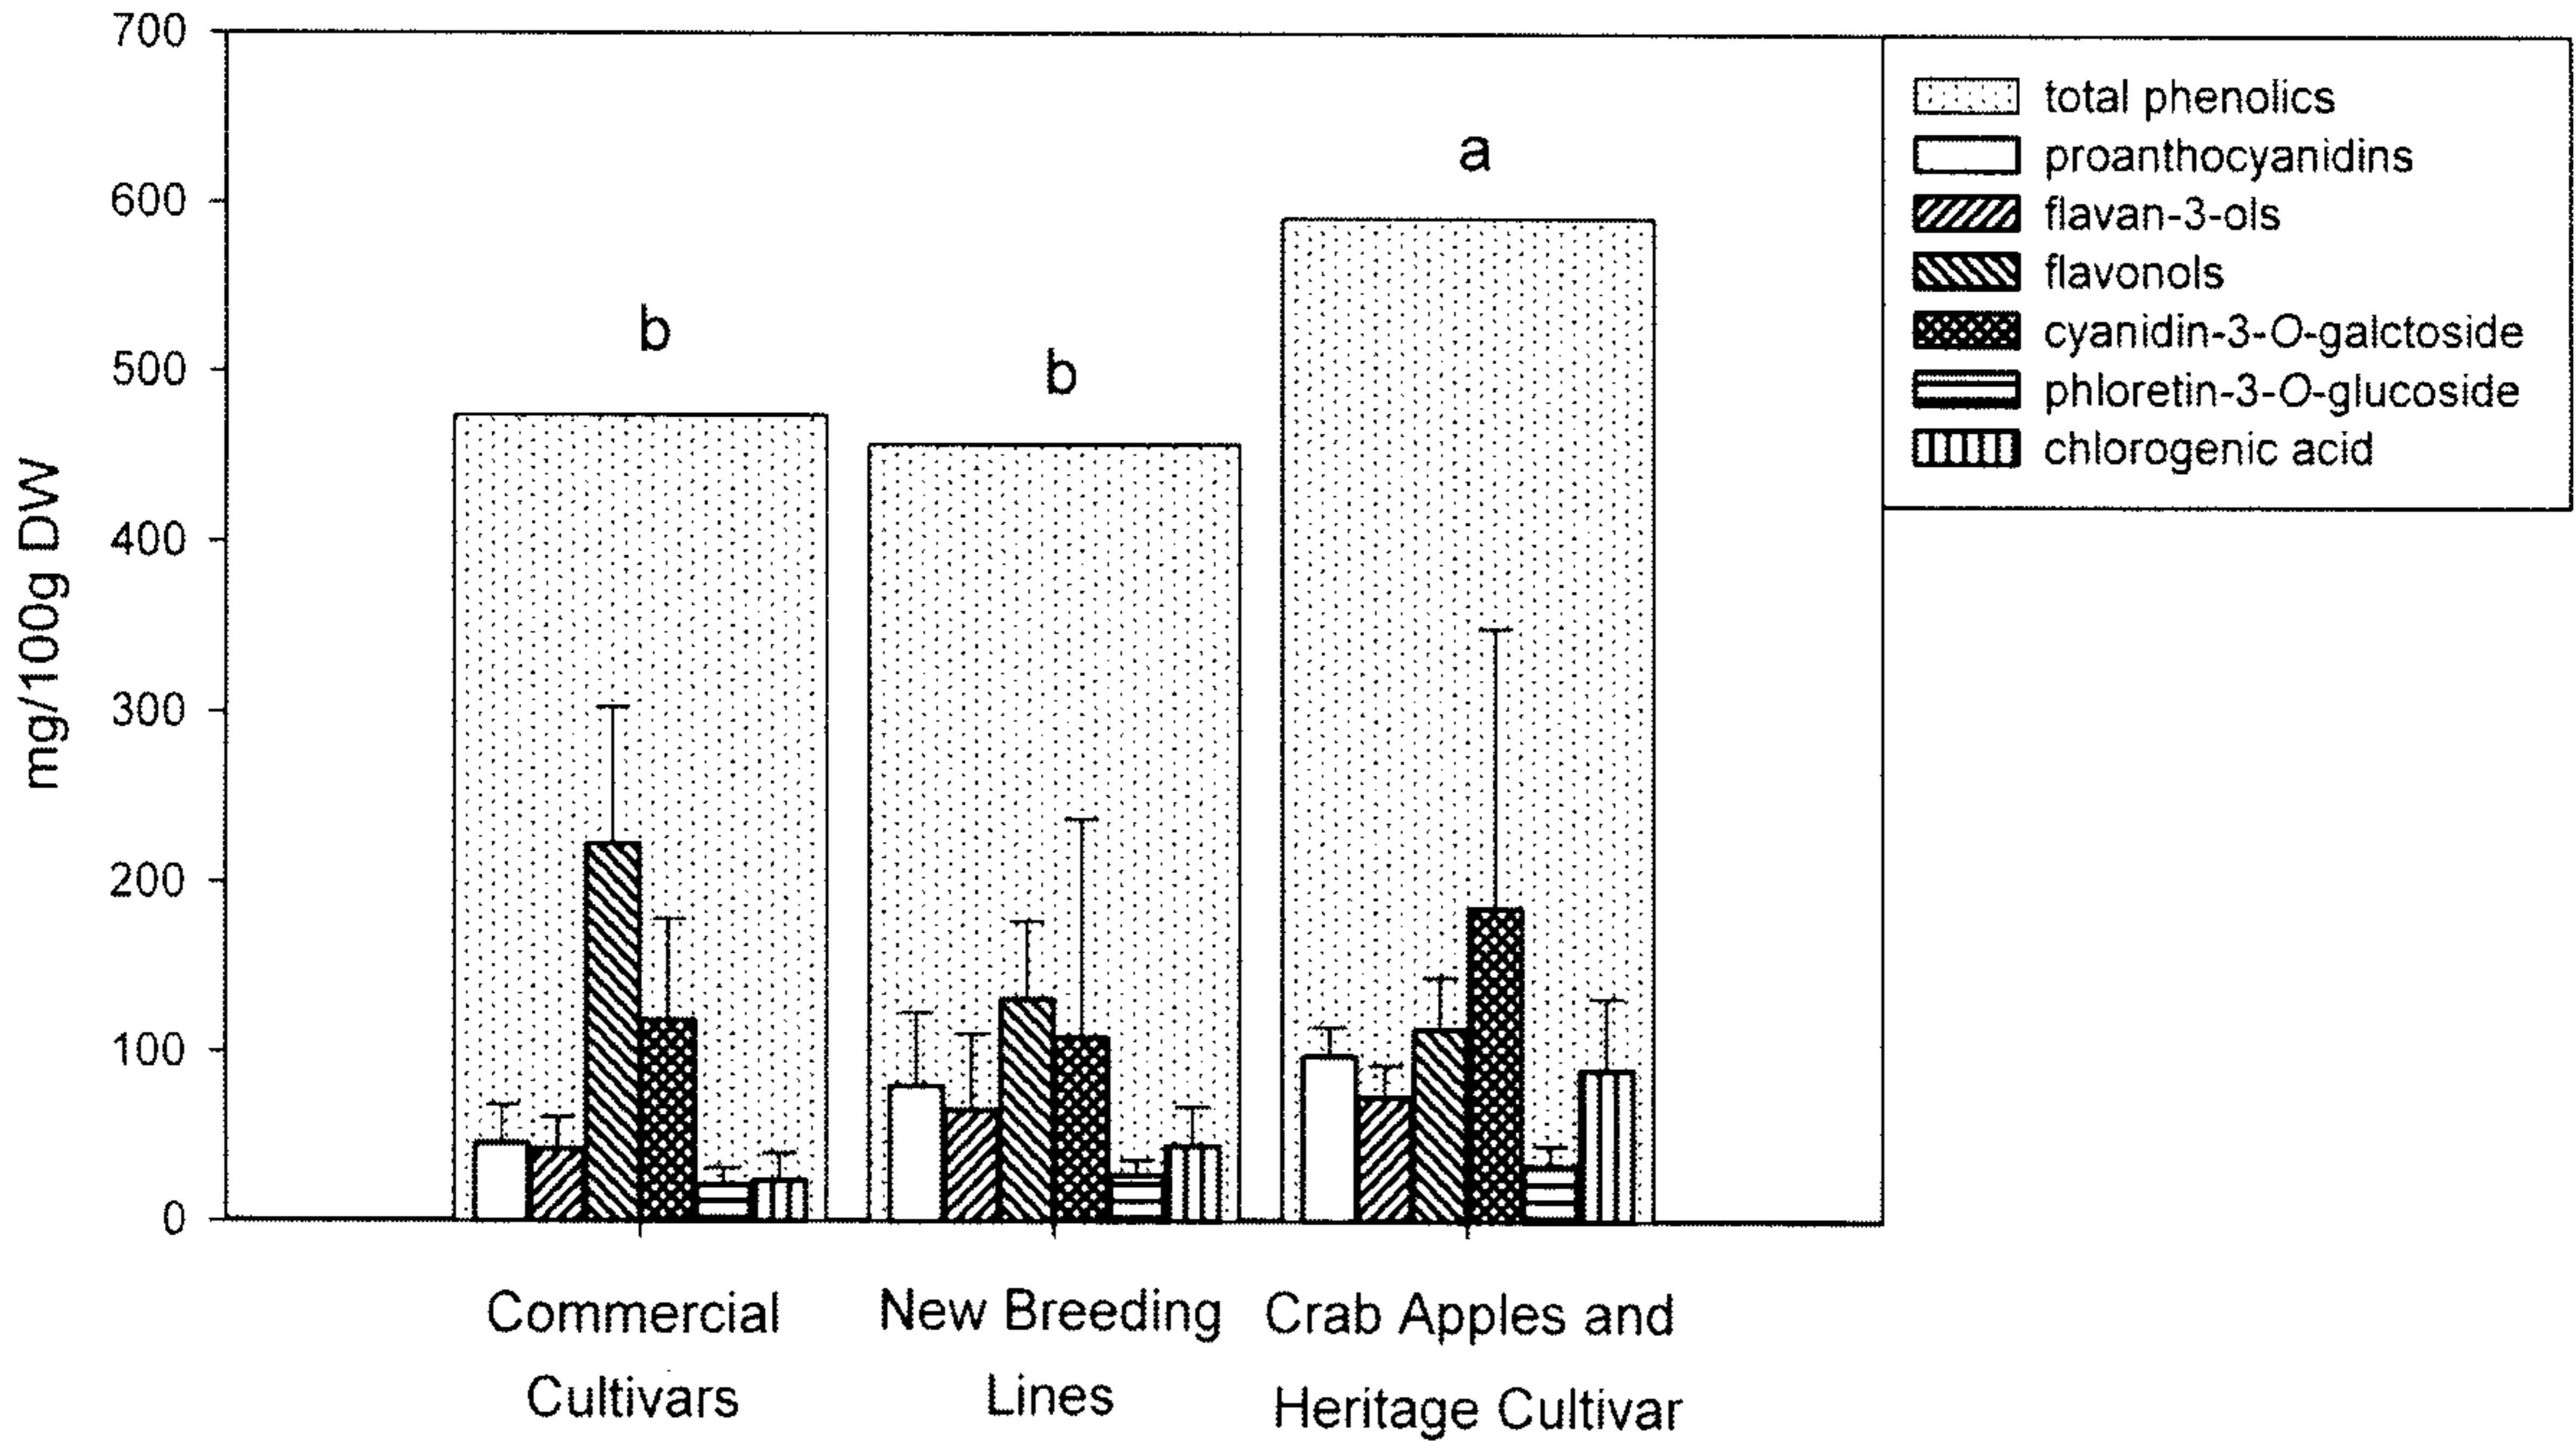 700
600
500
400
300
200
100
0
mg/100g DW
b
b
a
total phenolics
proanthocyanidins
flavan-3-ols
flavonols
cyanidin-3-O-galctoside
phloretin-3-O-glucoside
chlorogenic acid
Commercial
Cultivars
New Breeding
Lines
Crab Apples and
Heritage Cultivar